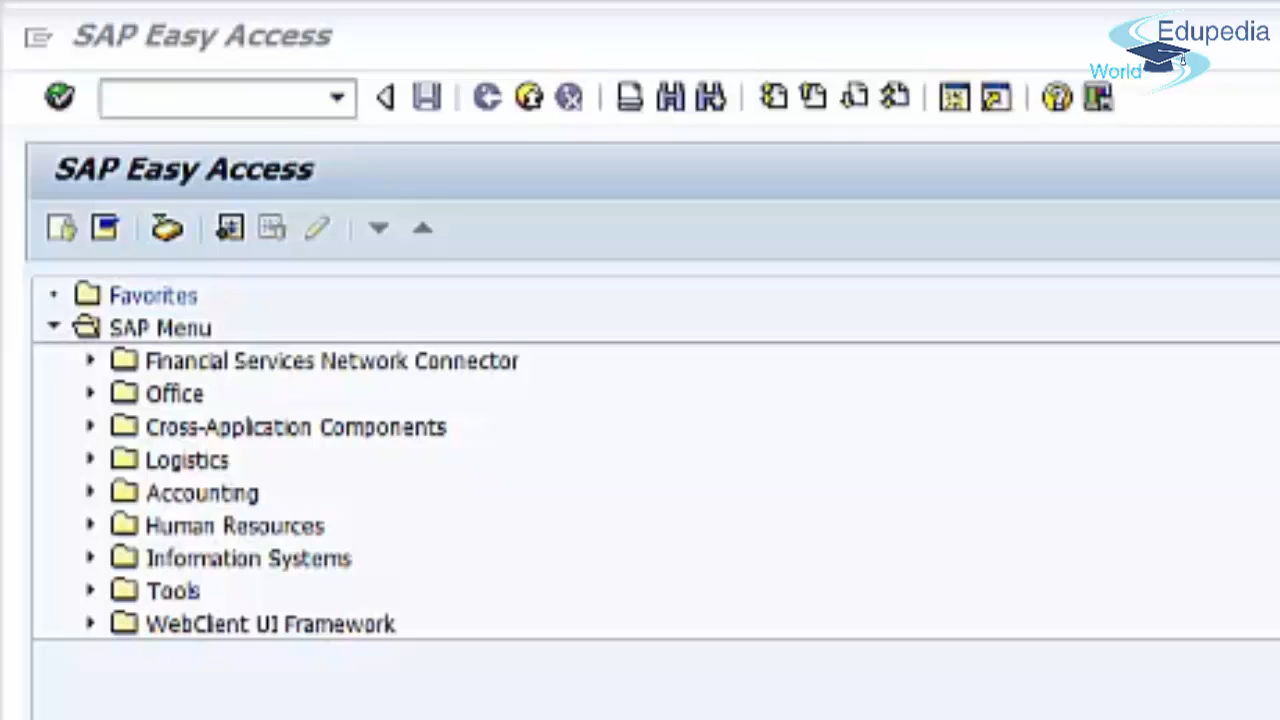 SAP Easy Access
Edupedia
World
SAP Easy Access
Favorites
SAP Menu
Financial Services Network Connector
Office
Cross-Application Components
Logistics
Accounting
Human Resources
Information Systems
Tools
WebClient UI Framework